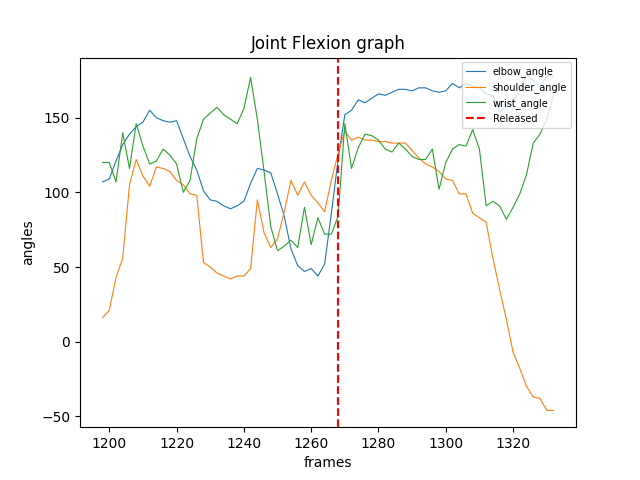 Joint Flexion graph
elbow_angle
shoulder_angle
wrist_angle
Released
150
100
50
0
−50
angles
1200 1220 1240 1260 1280 1300 1320
frames